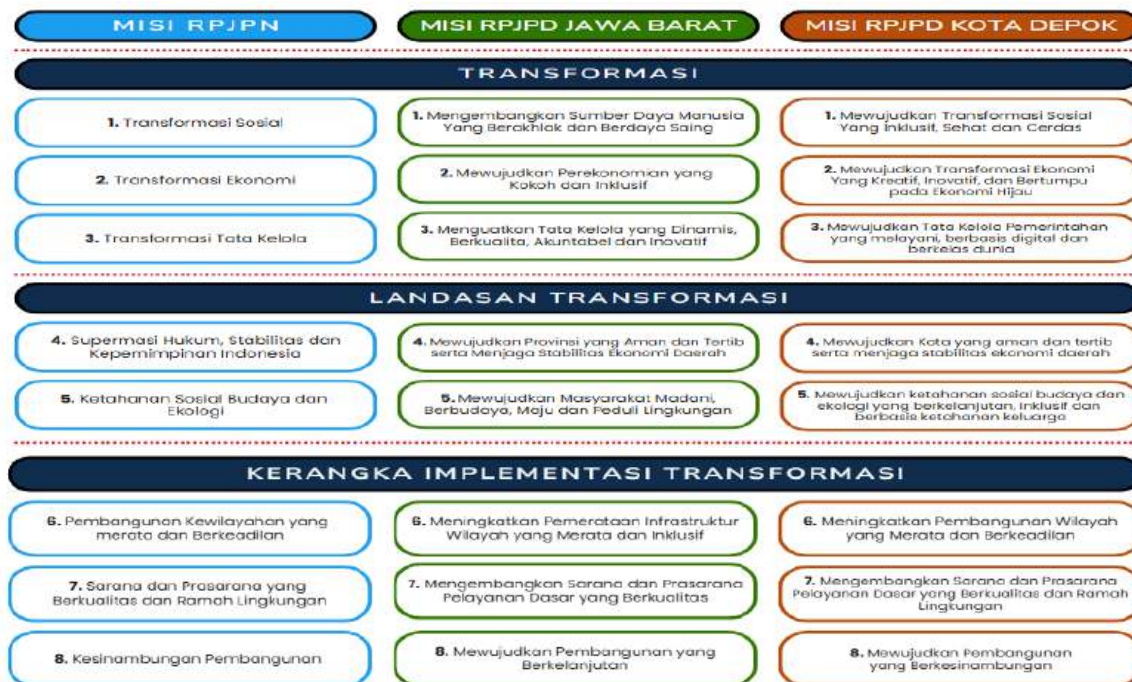 MISI RPJPN
MISI RPJPD JAWA BARAT
MISI RPJPD KOTA DEPOK
TRANSFORMASI
1. Transformasi Sosial
1. Mengembangkan Sumber Daya Manusia
Yang Berakhlak dan Berdaya Saing
1. Mewujudkan Transformasi Sosial
Yang Inklusif, Sehat dan Cerdas
2. Transformasi Ekonomi
2. Mewujudkan Perekonomian yang
Kokoh dan Inklusif
2. Mewujudkan Transformasi Ekonomi
Yang Kreatif, Inovatif, dan Bertumpu
pada Ekonomi Hijau
3. Transformasi Tata Kelola
3. Menguatkan Tata Kelola yang Dinamis,
Berkualita, Akuntabel dan Inovatif
3. Mewujudkan Tata Kelola Pemerintahan
yang melayani, berbasis digital dan
berkelas dunia
LANDASAN TRANSFORMASI
4. Supermasi Hukum, Stabilitas dan
Kepemimpinan Indonesia
4. Mewujudkan Provinsi yang Aman dan Tertib
serta Menjaga Stabilitas Ekonomi Daerah
4. Mewujudkan Kota yang aman dan tertib
serta menjaga stabilitas ekonomi daerah
5. Ketahanan Sosial Budaya dan
Ekologi
5. Mewujudkan Masyarakat Madani,
Berbudaya, Maju dan Peduli Lingkungan
5. Mewujudkan ketahanan sosial budaya dan
ekologi yang berkelanjutan, Inklusif dan
berbasis ketahanan keluarga
KERANGKA IMPLEMENTASI TRANSFORMASI
6. Pembangunan Kewilayahan yang
merata dan Berkeadilan
6. Meningkatkan Pemerataan Infrastruktur
Wilayah yang Merata dan Inklusif
6. Meningkatkan Pembangunan Wilayah
yang Merata dan Berkeadilan
7. Sarana dan Prasarana yang
Berkualitas dan Ramah Lingkungan
7. Mengembangkan Sarana dan Prasarana
Pelayanan Dasar yang Berkualitas
7. Mengembangkan Sarana dan Prasarana
Pelayanan Dasar yang Berkualitas dan Ramah
Lingkungan
8. Kesinambungan Pembangunan
8. Mewujudkan Pembangunan yang
Berkelanjutan
8. Mewujudkan Pembangunan
yang Berkesinambungan